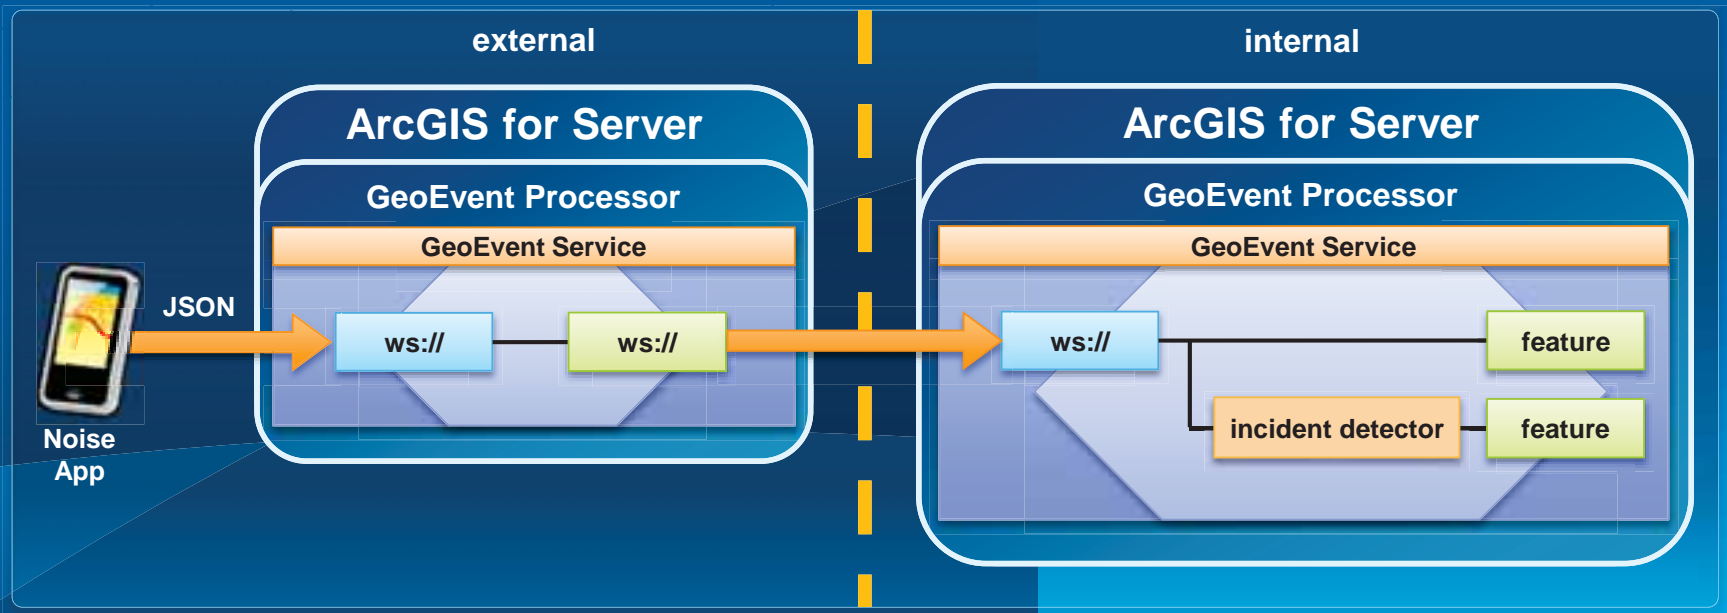 external
internal
ArcGIS for Server
ArcGIS for Server
GeoEvent Processor
GeoEvent Processor
GeoEvent Service
GeoEvent Service
JSON
ws://
ws://
ws://
feature
incident detector
feature
Noise
App